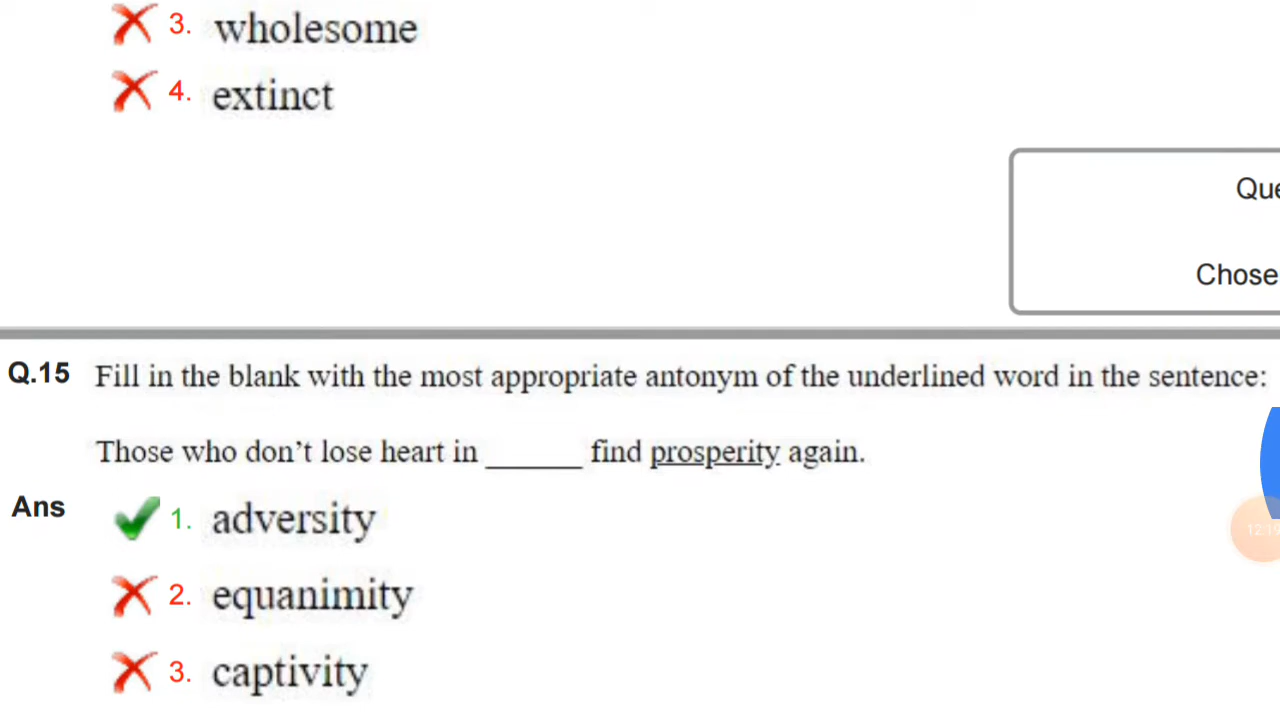 3. wholesome
4. extinct
Que
Chose
Q.15 Fill in the blank with the most appropriate antonym of the underlined word in the sentence:
Those who don’t lose heart in ______ find prosperity again.
Ans 1. adversity
2. equanimity
3. captivity
12:19